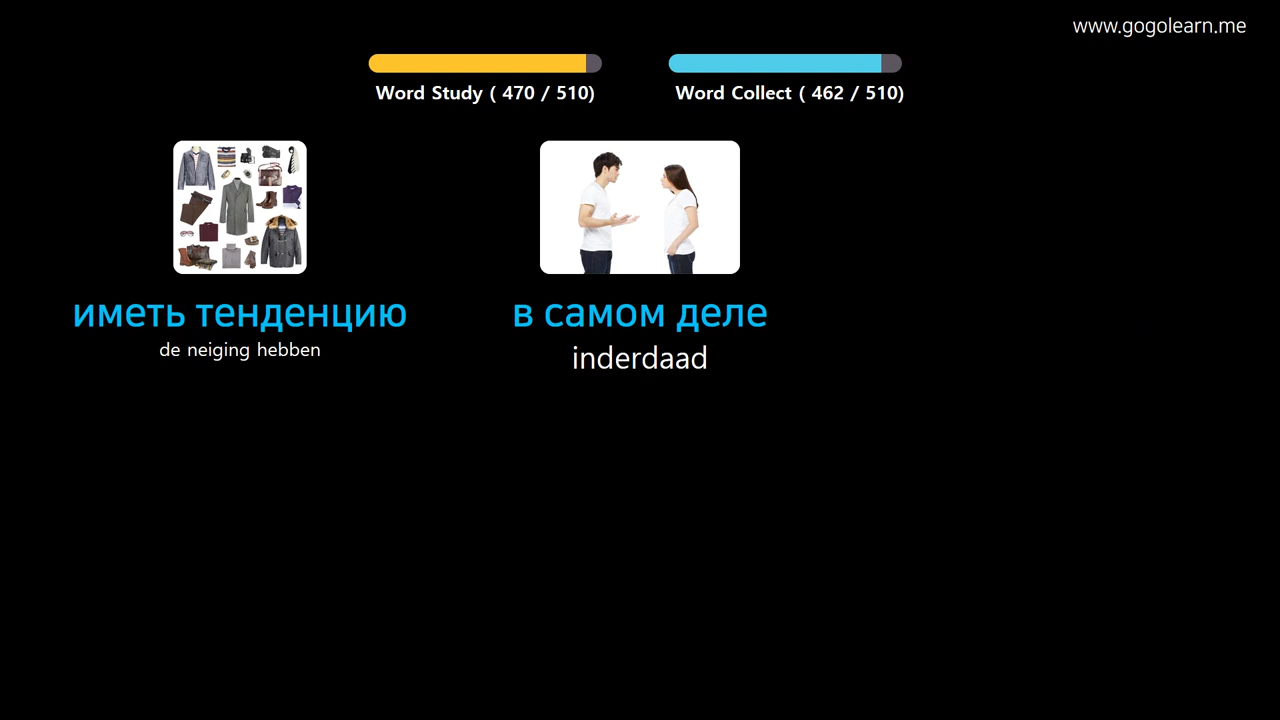 www.gogolearn.me
Word Study ( 470 / 510)
Word Collect ( 462 / 510)
иметь тенденцию
de neiging hebben
в самом деле
inderdaad